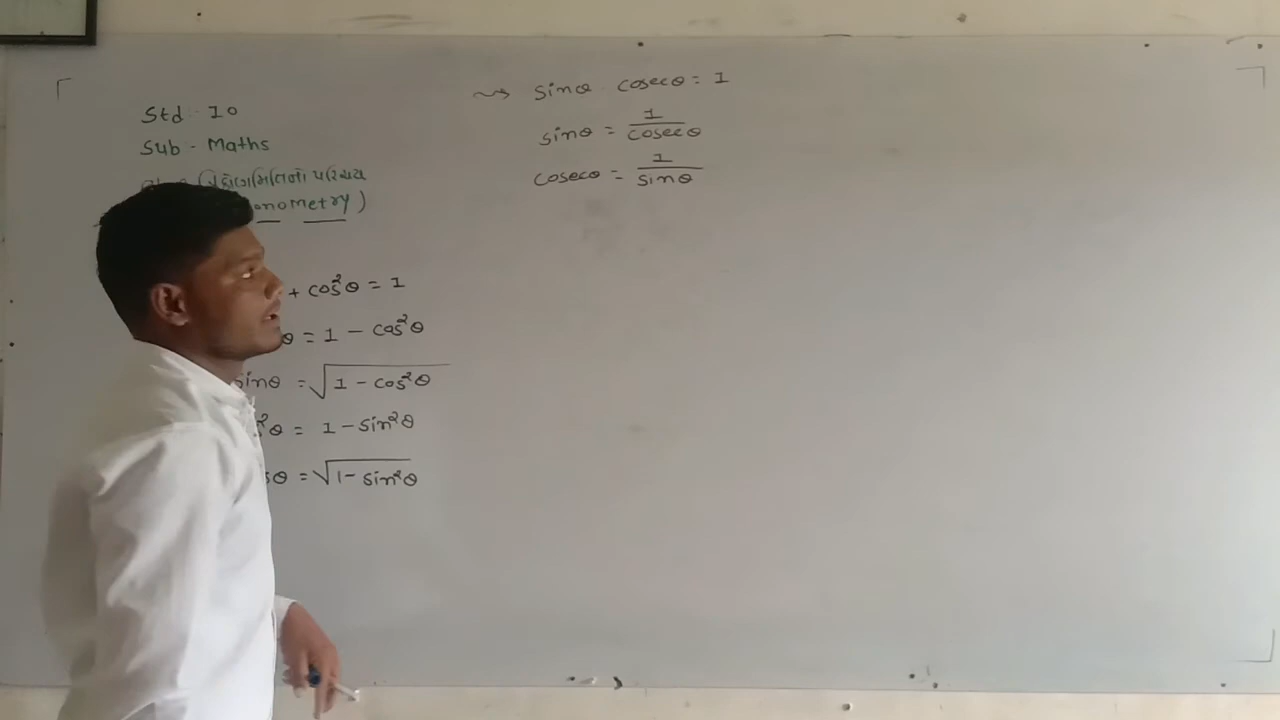 Std - 10
Sub - Maths
ત્રિકોણમિતિનો પરિચય
onometry)
+ cos²θ = 1
θ = 1 - cos²θ
sinθ = √1 - cos²θ
²θ = 1 - sin²θ
sθ = √1 - sin²θ
sinθ . cosecθ = 1
sinθ = 1/cosecθ
cosecθ = 1/sinθ